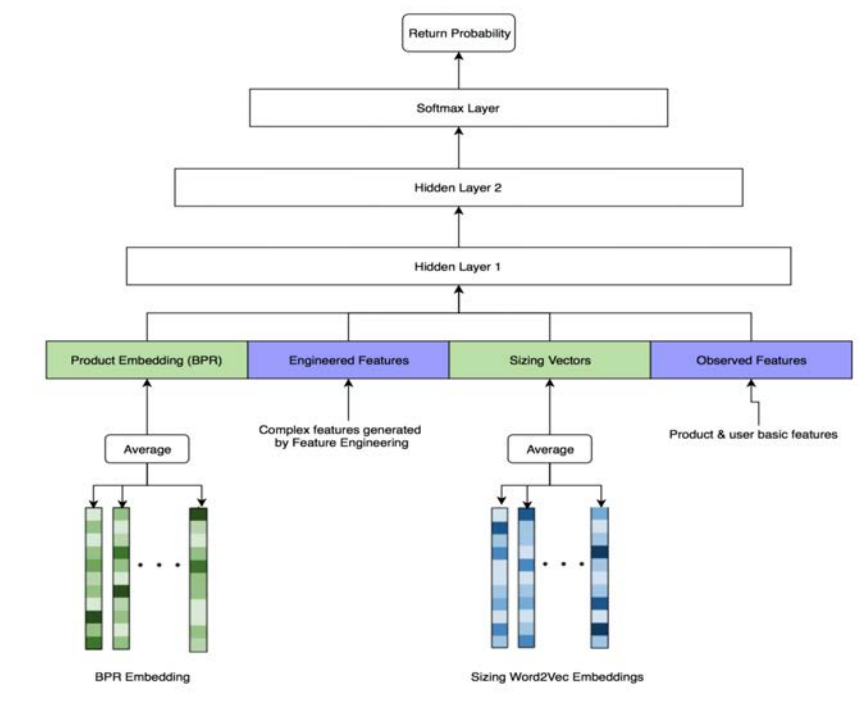 Return Probability
Softmax Layer
Hidden Layer 2
Hidden Layer 1
Product Embedding (BPR)
Engineered Features
Sizing Vectors
Observed Features
Complex features generated
by Feature Engineering
Product & user basic features
Average
Average
BPR Embedding
Sizing Word2Vec Embeddings